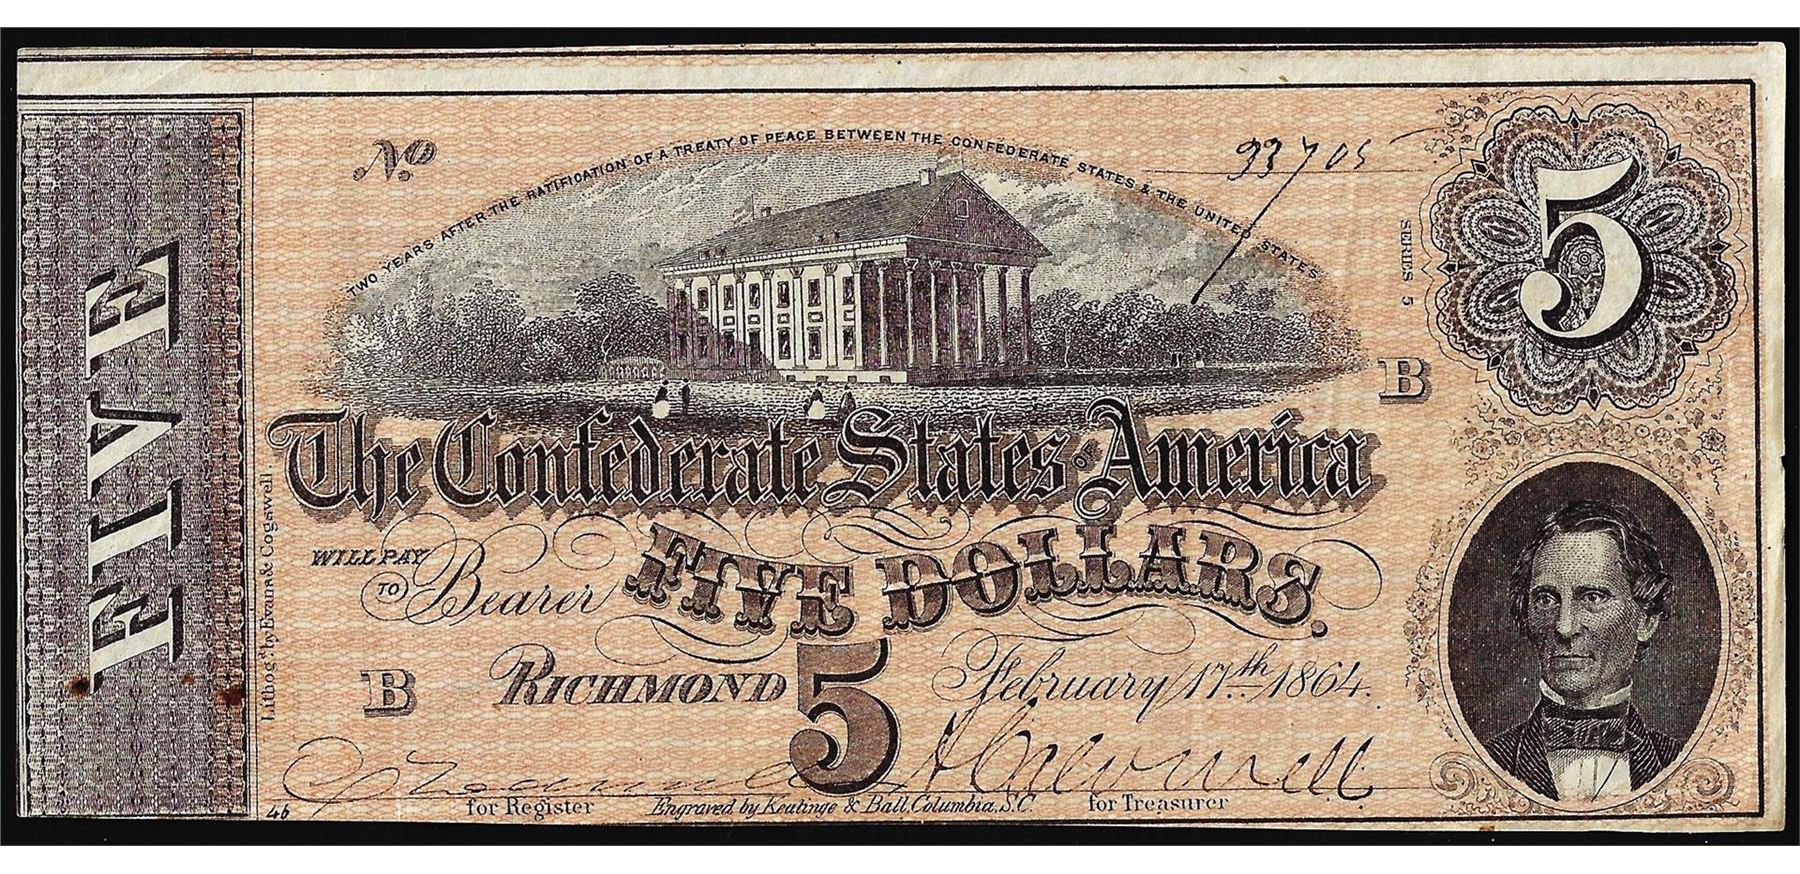 No
93705
5
TWO YEARS AFTER THE RATIFICATION OF A TREATY OF PEACE BETWEEN THE CONFEDERATE STATES & THE UNITED STATES
SERIES 5
FIVE
B
The Confederate States OF America
WILL PAY
TO Bearer
FIVE DOLLARS.
B
RICHMOND
5
February 17th 1864.
Lithog'd by Evans & Cogswell.
46
for Register
Engraved by Keatinge & Ball, Columbia, S.C.
for Treasurer